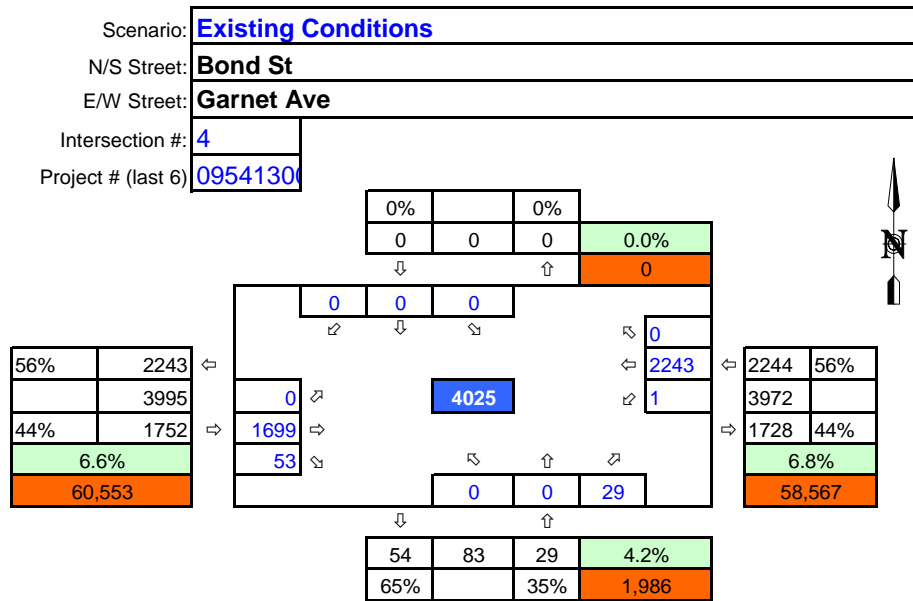 Scenario: Existing Conditions
N/S Street: Bond St
E/W Street: Garnet Ave
Intersection #: 4
Project # (last 6) 09541300
N
0% 0%
0 0 0 0.0%
⇩ ⇧ 0
0 0 0
⬃ ⇩ ⬂
⬁ 0
56% 2243 ⇦ ⇦ 2243 ⇦ 2244 56%
3995 0 ⬀ 4025 ⬃ 1 3972
44% 1752 ⇨ 1699 ⇨ ⇨ 1728 44%
6.6% 53 ⬂ ⬁ ⇧ ⬀ 6.8%
60,553 0 0 29 58,567
⇩ ⇧
54 83 29 4.2%
65% 35% 1,986